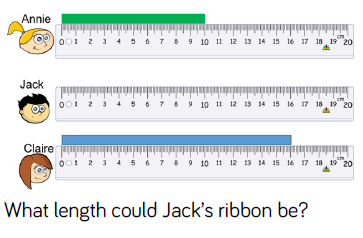 Annie
0 1 2 3 4 5 6 7 8 9 10 11 12 13 14 15 16 17 18 19 20
cm
Jack
0 1 2 3 4 5 6 7 8 9 10 11 12 13 14 15 16 17 18 19 20
cm
Claire
0 1 2 3 4 5 6 7 8 9 10 11 12 13 14 15 16 17 18 19 20
cm
What length could Jack's ribbon be?